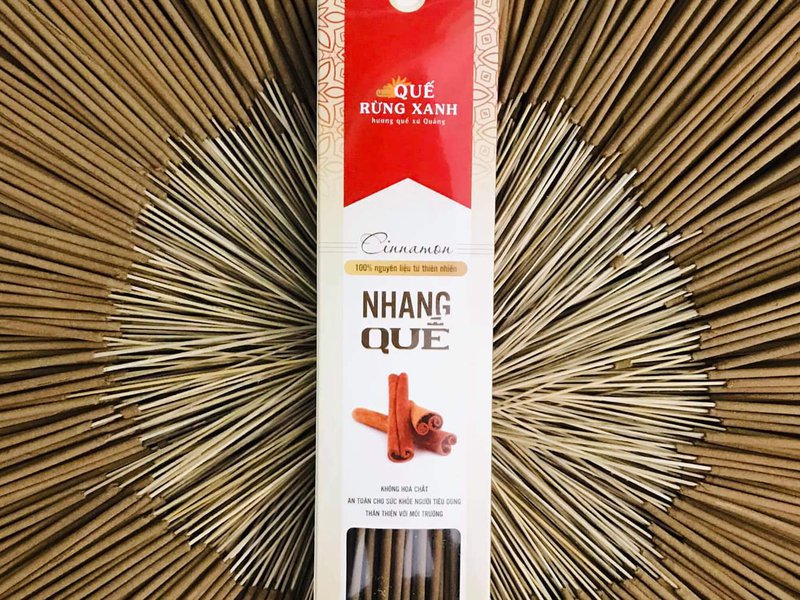 QUẾ
RỪNG XANH
hương quế xứ Quảng
Cinnamon
100% nguyên liệu từ thiên nhiên
NHANG
QUẾ
KHÔNG HÓA CHẤT
AN TOÀN CHO SỨC KHỎE NGƯỜI TIÊU DÙNG
THÂN THIỆN VỚI MÔI TRƯỜNG